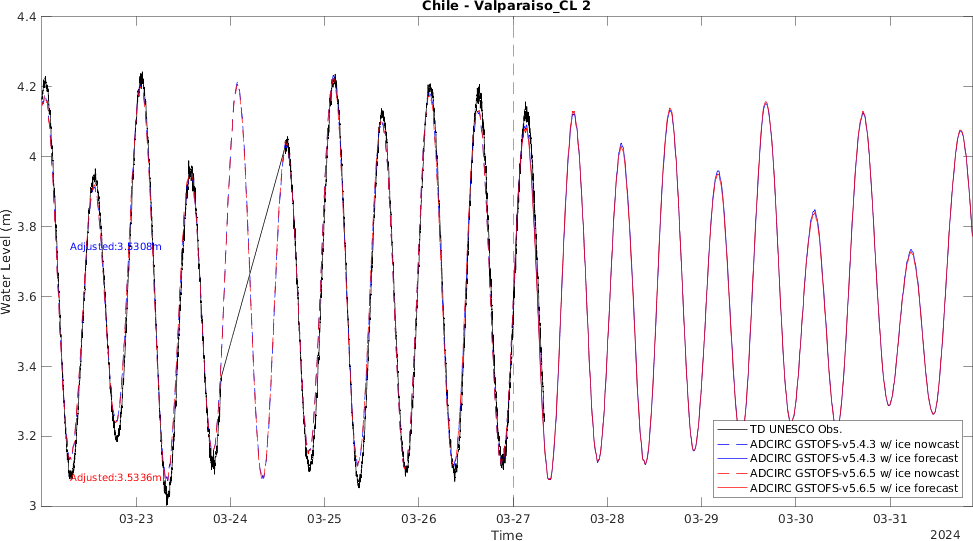 Chile - Valparaiso_CL 2
4.4
4.2
4
3.8
3.6
3.4
3.2
3
Water Level (m)
Adjusted:3.5308m
Adjusted:3.5336m
TD UNESCO Obs.
ADCIRC GSTOFS-v5.4.3 w/ ice nowcast
ADCIRC GSTOFS-v5.4.3 w/ ice forecast
ADCIRC GSTOFS-v5.6.5 w/ ice nowcast
ADCIRC GSTOFS-v5.6.5 w/ ice forecast
03-23 03-24 03-25 03-26 03-27 03-28 03-29 03-30 03-31
Time
2024